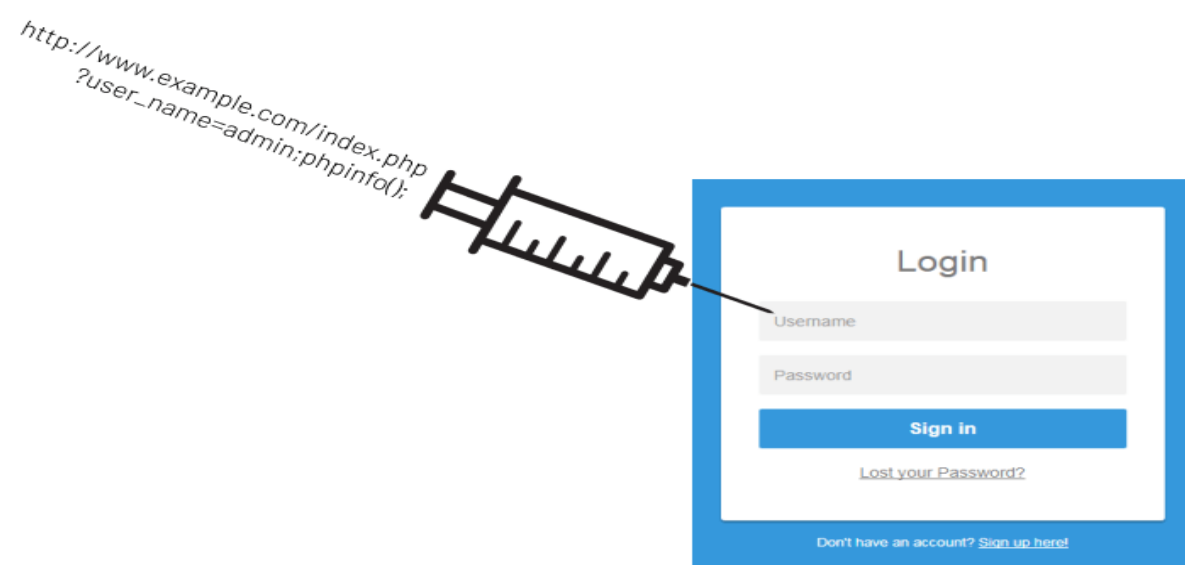 http://www.example.com/index.php
?user_name=admin;phpinfo();
Login
Username
Password
Sign in
Lost your Password?
Don't have an account? Sign up here!